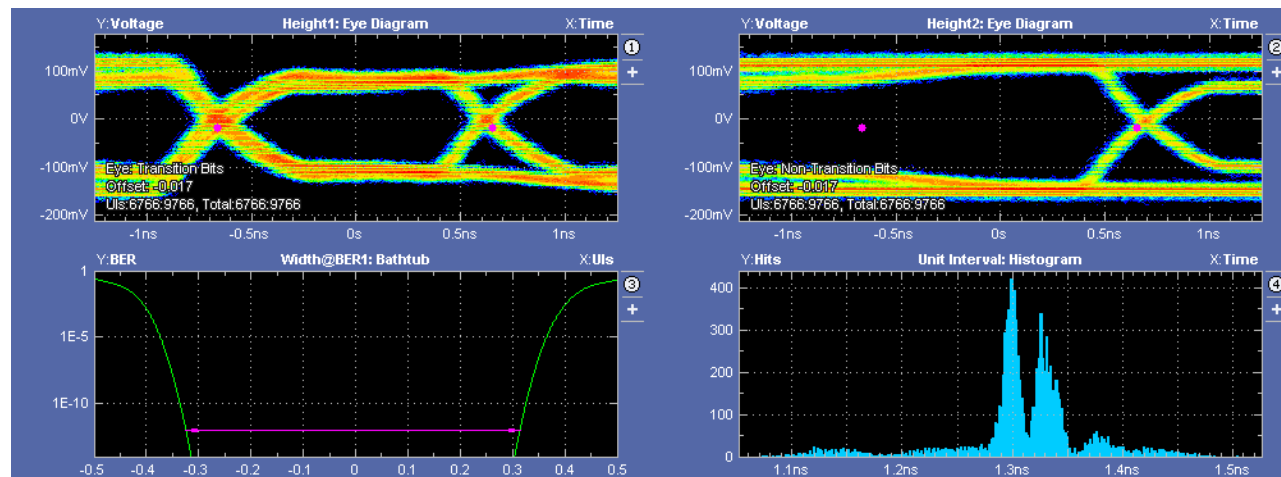 Y:Voltage Height1: Eye Diagram X:Time
1
+
100mV
0V
-100mV
-200mV
Eye: Transition Bits
Offset: -0.017
UIs:6766:9766, Total:6766:9766
-1ns -0.5ns 0s 0.5ns 1ns
Y:Voltage Height2: Eye Diagram X:Time
2
+
100mV
0V
-100mV
-200mV
Eye: Non-Transition Bits
Offset: -0.017
UIs:6766:9766, Total:6766:9766
-1ns -0.5ns 0s 0.5ns 1ns
Y:BER Width@BER1: Bathtub X:UIs
3
+
1
1E-5
1E-10
-0.5 -0.4 -0.3 -0.2 -0.1 0 0.1 0.2 0.3 0.4 0.5
Y:Hits Unit Interval: Histogram X:Time
4
+
400
300
200
100
0
1.1ns 1.2ns 1.3ns 1.4ns 1.5ns